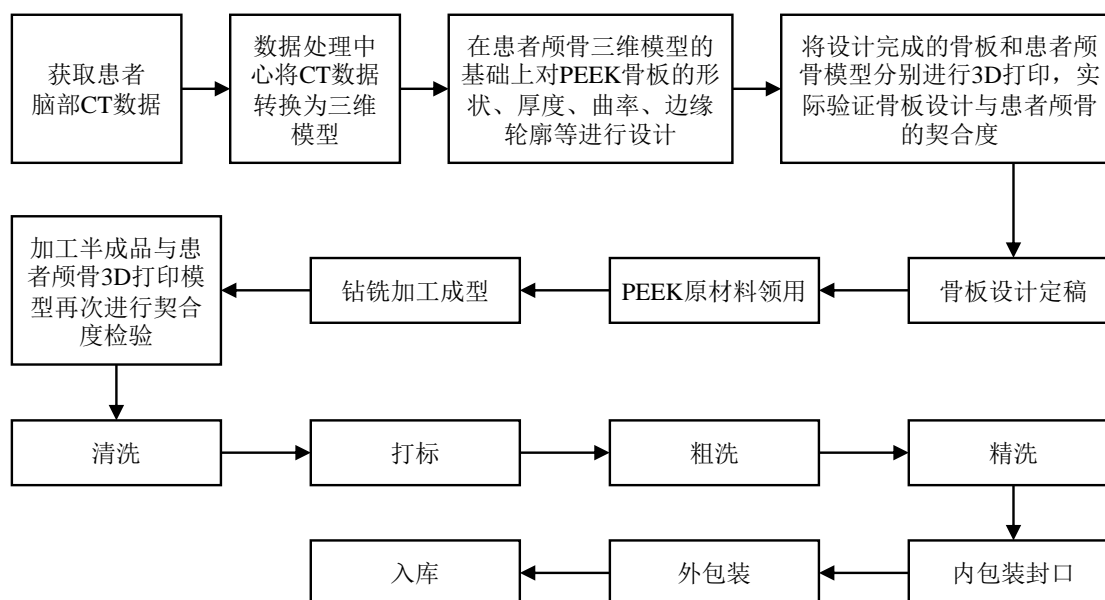 获取患者
脑部CT数据
数据处理中
心将CT数据
转换为三维
模型
在患者颅骨三维模型的
基础上对PEEK骨板的形
状、厚度、曲率、边缘
轮廓等进行设计
将设计完成的骨板和患者颅
骨模型分别进行3D打印，实
际验证骨板设计与患者颅骨
的契合度
骨板设计定稿
PEEK原材料领用
钻铣加工成型
加工半成品与患
者颅骨3D打印模
型再次进行契合
度检验
清洗
打标
粗洗
精洗
内包装封口
外包装
入库